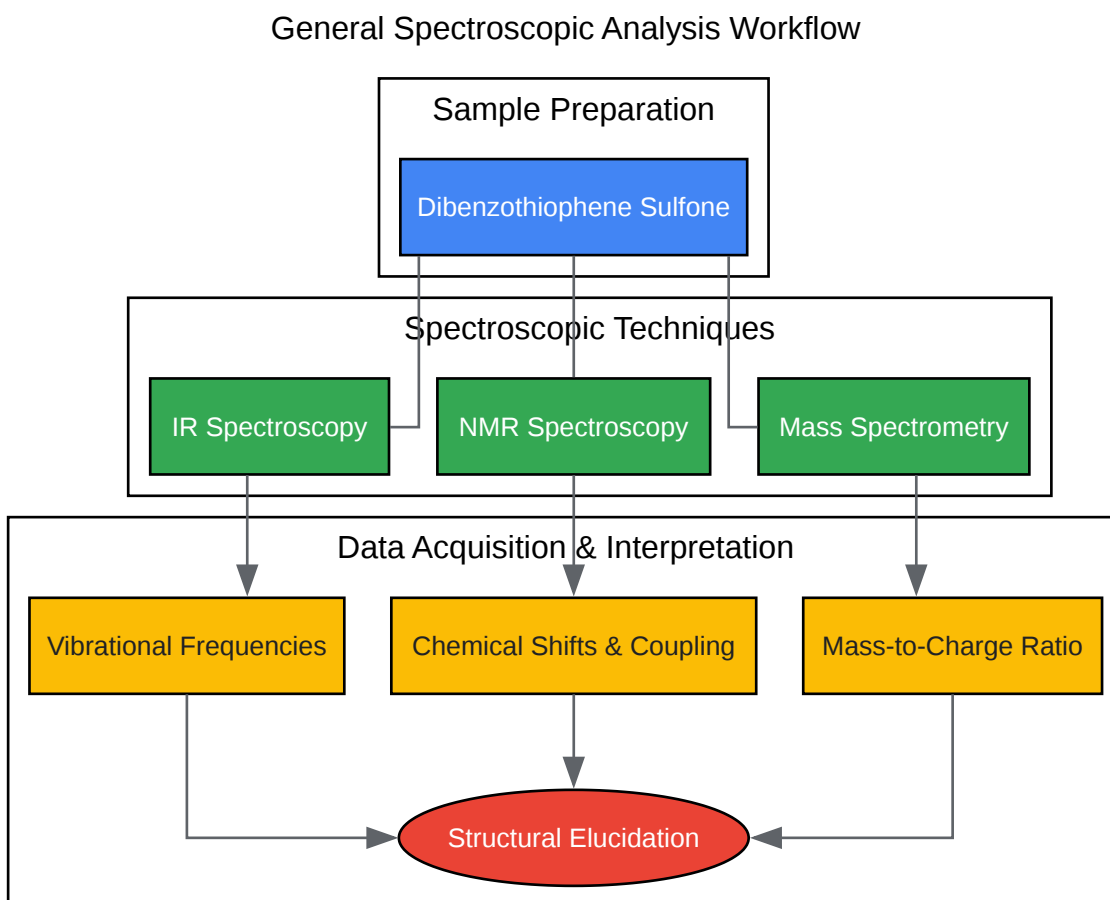 General Spectroscopic Analysis Workflow
Sample Preparation
Dibenzothiophene Sulfone
Spectroscopic Techniques
IR Spectroscopy
NMR Spectroscopy
Mass Spectrometry
Data Acquisition & Interpretation
Vibrational Frequencies
Chemical Shifts & Coupling
Mass-to-Charge Ratio
Structural Elucidation